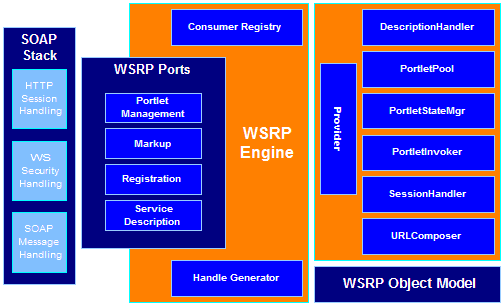 SOAP
Stack
HTTP
Session
Handling
WS
Security
Handling
SOAP
Message
Handling
WSRP Ports
Portlet
Management
Markup
Registration
Service
Description
Consumer Registry
WSRP
Engine
Handle Generator
Provider
DescriptionHandler
PortletPool
PortletStateMgr
PortletInvoker
SessionHandler
URLComposer
WSRP Object Model